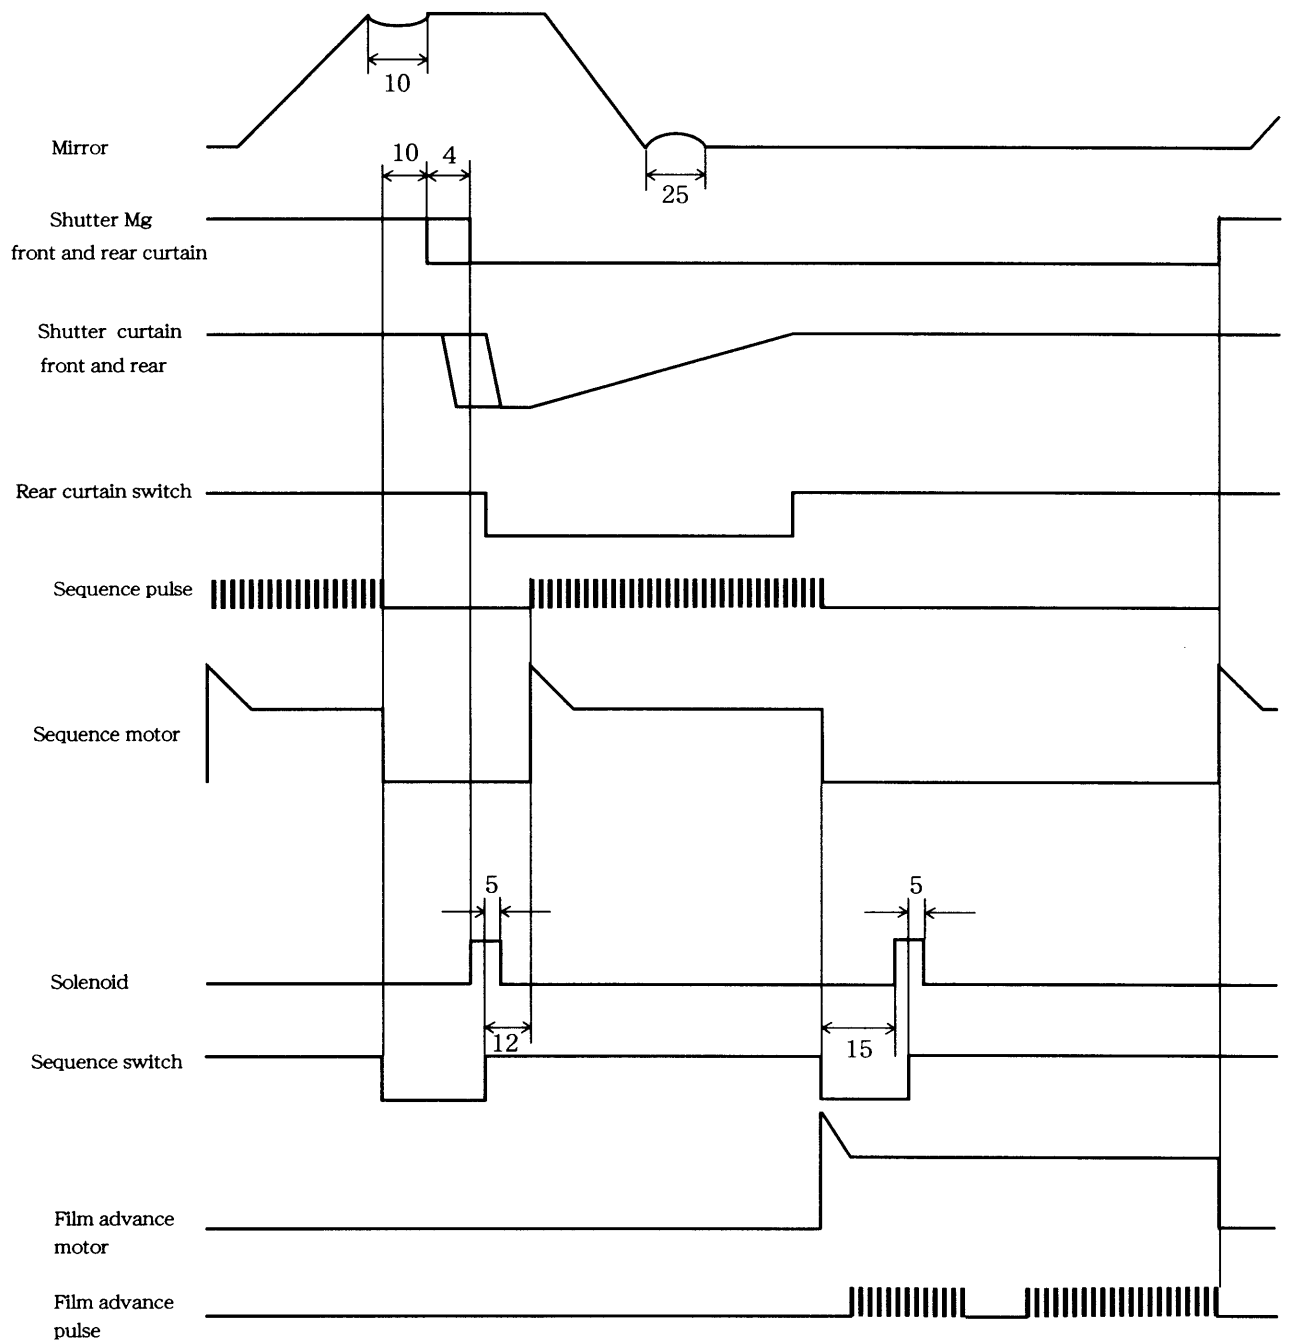 10
Mirror
10 4
25
Shutter Mg
front and rear curtain
Shutter curtain
front and rear
Rear curtain switch
Sequence pulse
Sequence motor
5 5
Solenoid
12 15
Sequence switch
Film advance
motor
Film advance
pulse